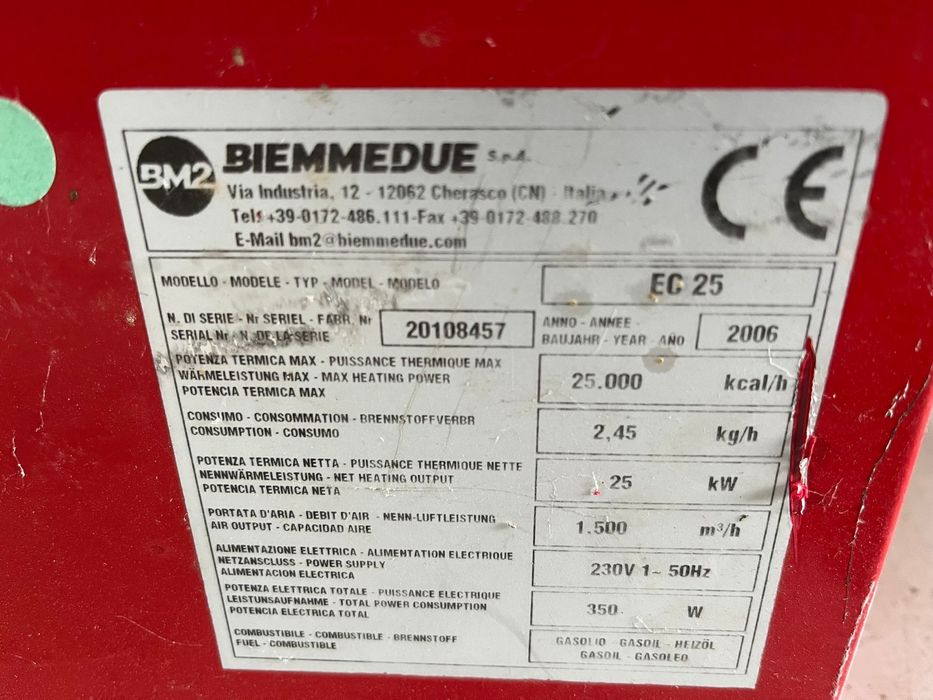 BM2 BIEMMEDUE S.p.A.
CE
Via Industria, 12 - 12062 Cherasco (CN) - Italia
Tel. +39-0172-486.111-Fax +39-0172-488.270
E-Mail bm2@biemmedue.com
MODELLO - MODELE - TYP - MODEL - MODELO
EC 25
N. DI SERIE - Nr SERIEL - FABR. Nr
SERIAL Nr - N. DE LA SERIE
20108457
ANNO - ANNEE -
BAUJAHR - YEAR - AÑO
2006
POTENZA TERMICA MAX - PUISSANCE THERMIQUE MAX
WÄRMELEISTUNG MAX - MAX HEATING POWER
POTENCIA TERMICA MAX
25.000 kcal/h
CONSUMO - CONSOMMATION - BRENNSTOFFVERBR
CONSUMPTION - CONSUMO
2,45 kg/h
POTENZA TERMICA NETTA - PUISSANCE THERMIQUE NETTE
NENNWÄRMELEISTUNG - NET HEATING OUTPUT
POTENCIA TERMICA NETA
25 kW
PORTATA D'ARIA - DEBIT D'AIR - NENN-LUFTLEISTUNG
AIR OUTPUT - CAPACIDAD AIRE
1.500 m³/h
ALIMENTAZIONE ELETTRICA - ALIMENTATION ELECTRIQUE
NETZANSCLUSS - POWER SUPPLY
ALIMENTACION ELECTRICA
230V 1~ 50Hz
POTENZA ELETTRICA TOTALE - PUISSANCE ELECTRIQUE
LEISTUNSAUFNAHME - TOTAL POWER CONSUMPTION
POTENCIA ELECTRICA TOTAL
350 W
COMBUSTIBILE - COMBUSTIBLE - BRENNSTOFF
FUEL - COMBUSTIBLE
GASOLIO - GASOIL - HEIZÖL
GASOIL - GASOLEO